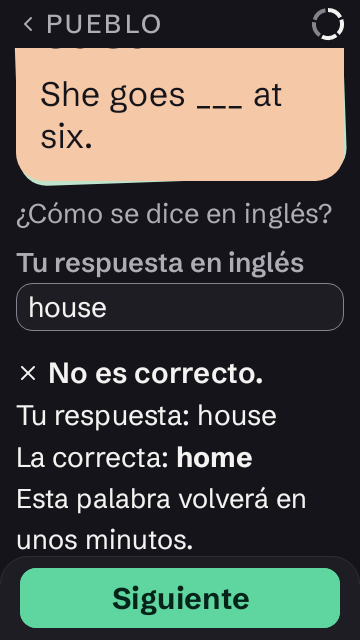 PUEBLO
She goes ___ at
six.
¿Cómo se dice en inglés?
Tu respuesta en inglés
house
× No es correcto.
Tu respuesta: house
La correcta: home
Esta palabra volverá en
unos minutos.
Siguiente